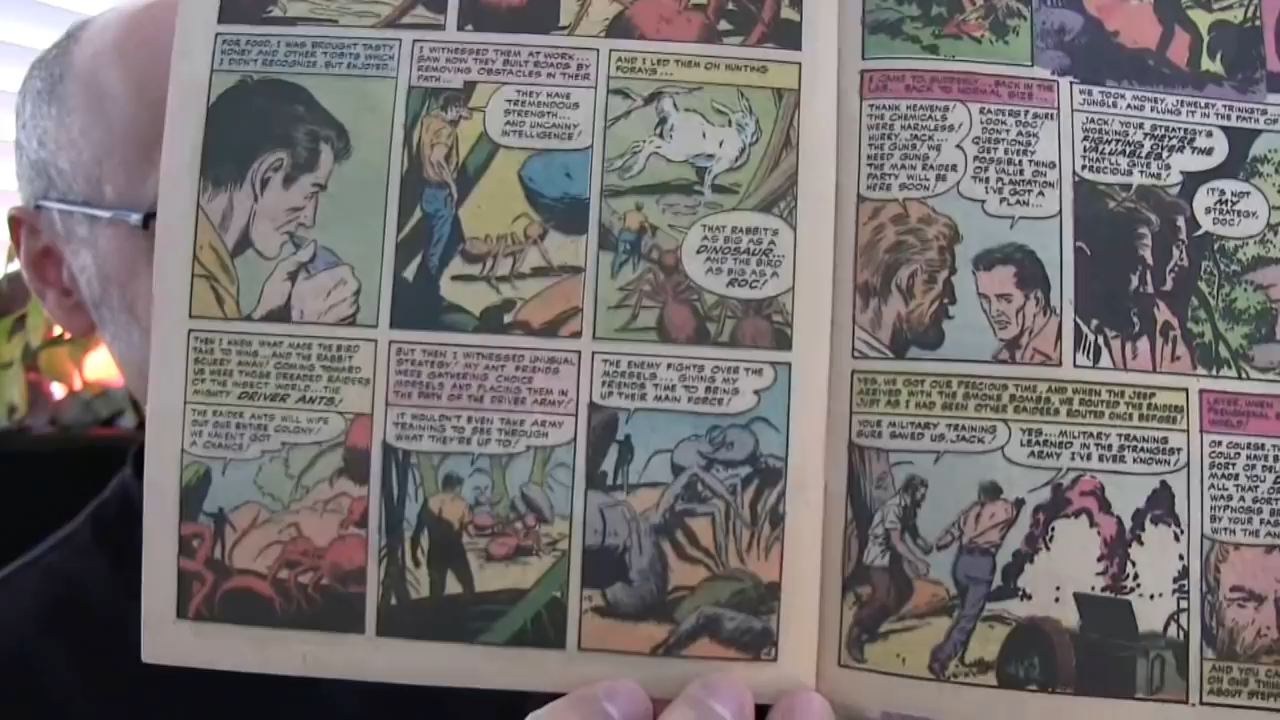 FOR FOOD, I WAS BROUGHT TASTY
HONEY AND OTHER TIDBITS WHICH
I DIDN'T RECOGNIZE, BUT ENJOYED...
I WITNESSED THEM AT WORK...
SAW HOW THEY BUILT ROADS BY
REMOVING OBSTACLES IN THEIR
PATH...
THEY HAVE
TREMENDOUS
STRENGTH...
AND UNCANNY
INTELLIGENCE!
AND I LED THEM ON HUNTING
FORAYS...
THAT RABBIT'S
AS BIG AS A
DINOSAUR...
AND THE BIRD
AS BIG AS A
ROC!
THEN I KNEW WHAT MADE THE BIRD
TAKE TO WING...AND THE RABBIT
SCURRY AWAY! COMING TOWARD
US WERE THOSE DREADED RAIDERS
OF THE INSECT WORLD...THE
MIGHTY DRIVER ANTS!
THE RAIDER ANTS WILL WIPE
OUT OUR ENTIRE COLONY!
WE HAVEN'T GOT
A CHANCE!
BUT THEN I WITNESSED UNUSUAL
STRATEGY! MY ANT FRIENDS
WERE GATHERING CHOICE
MORSELS AND PLACING THEM IN
THE PATH OF THE DRIVER ARMY!
IT WOULDN'T EVEN TAKE ARMY
TRAINING TO SEE THROUGH
WHAT THEY'RE UP TO!
THE ENEMY FIGHTS OVER THE
MORSELS... GIVING MY
FRIENDS TIME TO BRING
UP THEIR MAIN FORCE!
I CAME TO SUDDENLY...BACK IN THE
LAB... BACK TO NORMAL SIZE...
THANK HEAVENS!
THE CHEMICALS
WERE HARMLESS!
HURRY, JACK...
THE GUNS! WE
NEED GUNS!
THE MAIN RAIDER
PARTY WILL BE
HERE SOON!
RAIDERS? SURE!
LOOK, DOC!
DON'T ASK
QUESTIONS!
GET EVERY
POSSIBLE THING
OF VALUE ON
THE PLANTATION!
I'VE GOT A
PLAN...
WE TOOK MONEY, JEWELRY, TRINKETS...
JUNGLE, AND FLUNG IT IN THE PATH OF
JACK! YOUR STRATEGY'S
WORKING! THEY'RE
FIGHTING OVER THE
VALUABLES!
THAT'LL GIVE US
PRECIOUS TIME!
IT'S NOT
MY
STRATEGY,
DOC!
YES, WE GOT OUR PRECIOUS TIME, AND WHEN THE JEEP
ARRIVED WITH THE SMOKE BOMBS, WE ROUTED THE RAIDERS
JUST AS I HAD SEEN OTHER RAIDERS ROUTED ONCE BEFORE!
YOUR MILITARY TRAINING
SURE SAVED US, JACK!
YES...MILITARY TRAINING
LEARNED IN THE STRANGEST
ARMY I'VE EVER KNOWN!
LATER, WHEN
WORLD!
OF COURSE, T
COULD HAVE B
SORT OF DEL
MADE YOU
ALL THAT, O
WAS A SORT
HYPNOSIS B
BY YOUR FA
WITH THE AN
AND YOU CA
ON ONE THIN
ABOUT STEPP